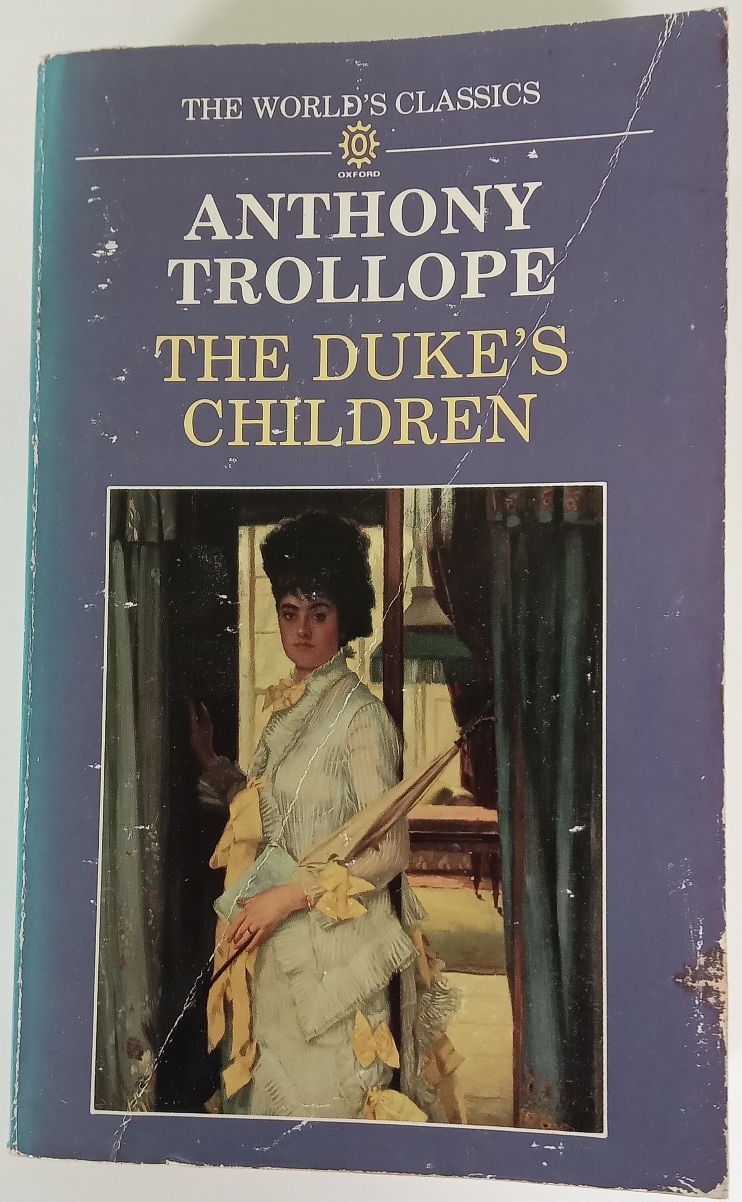 THE WORLD'S CLASSICS
OXFORD
ANTHONY
TROLLOPE
THE DUKE'S
CHILDREN